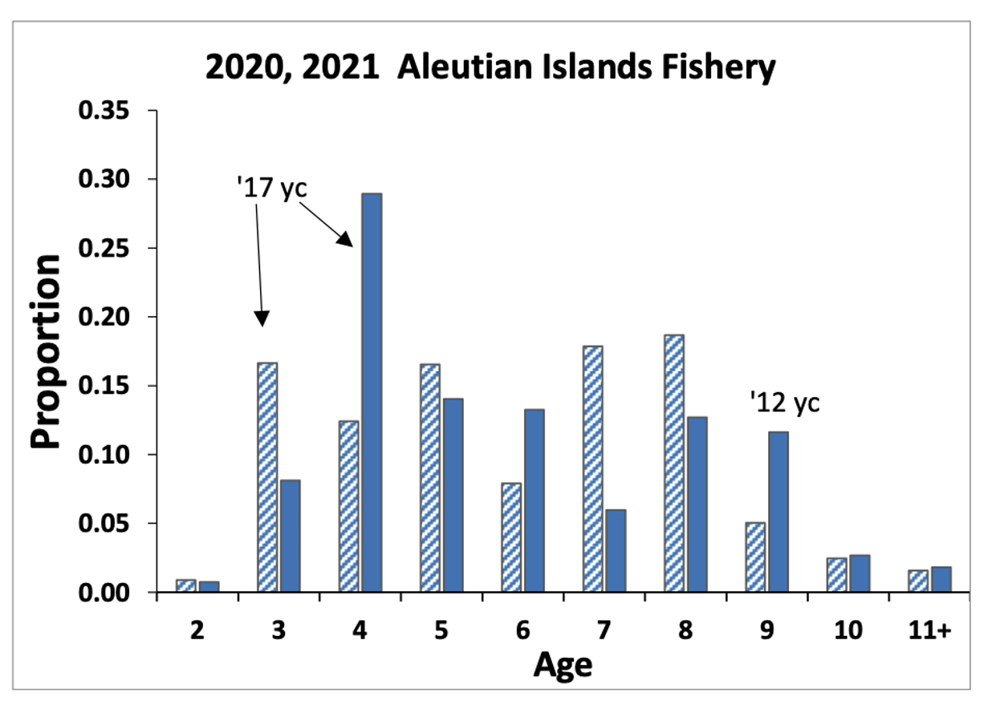 2020, 2021  Aleutian Islands Fishery
0.35
0.30
0.25
0.20
0.15
0.10
0.05
0.00
Proportion
'17 yc
'12 yc
2 3 4 5 6 7 8 9 10 11+
Age